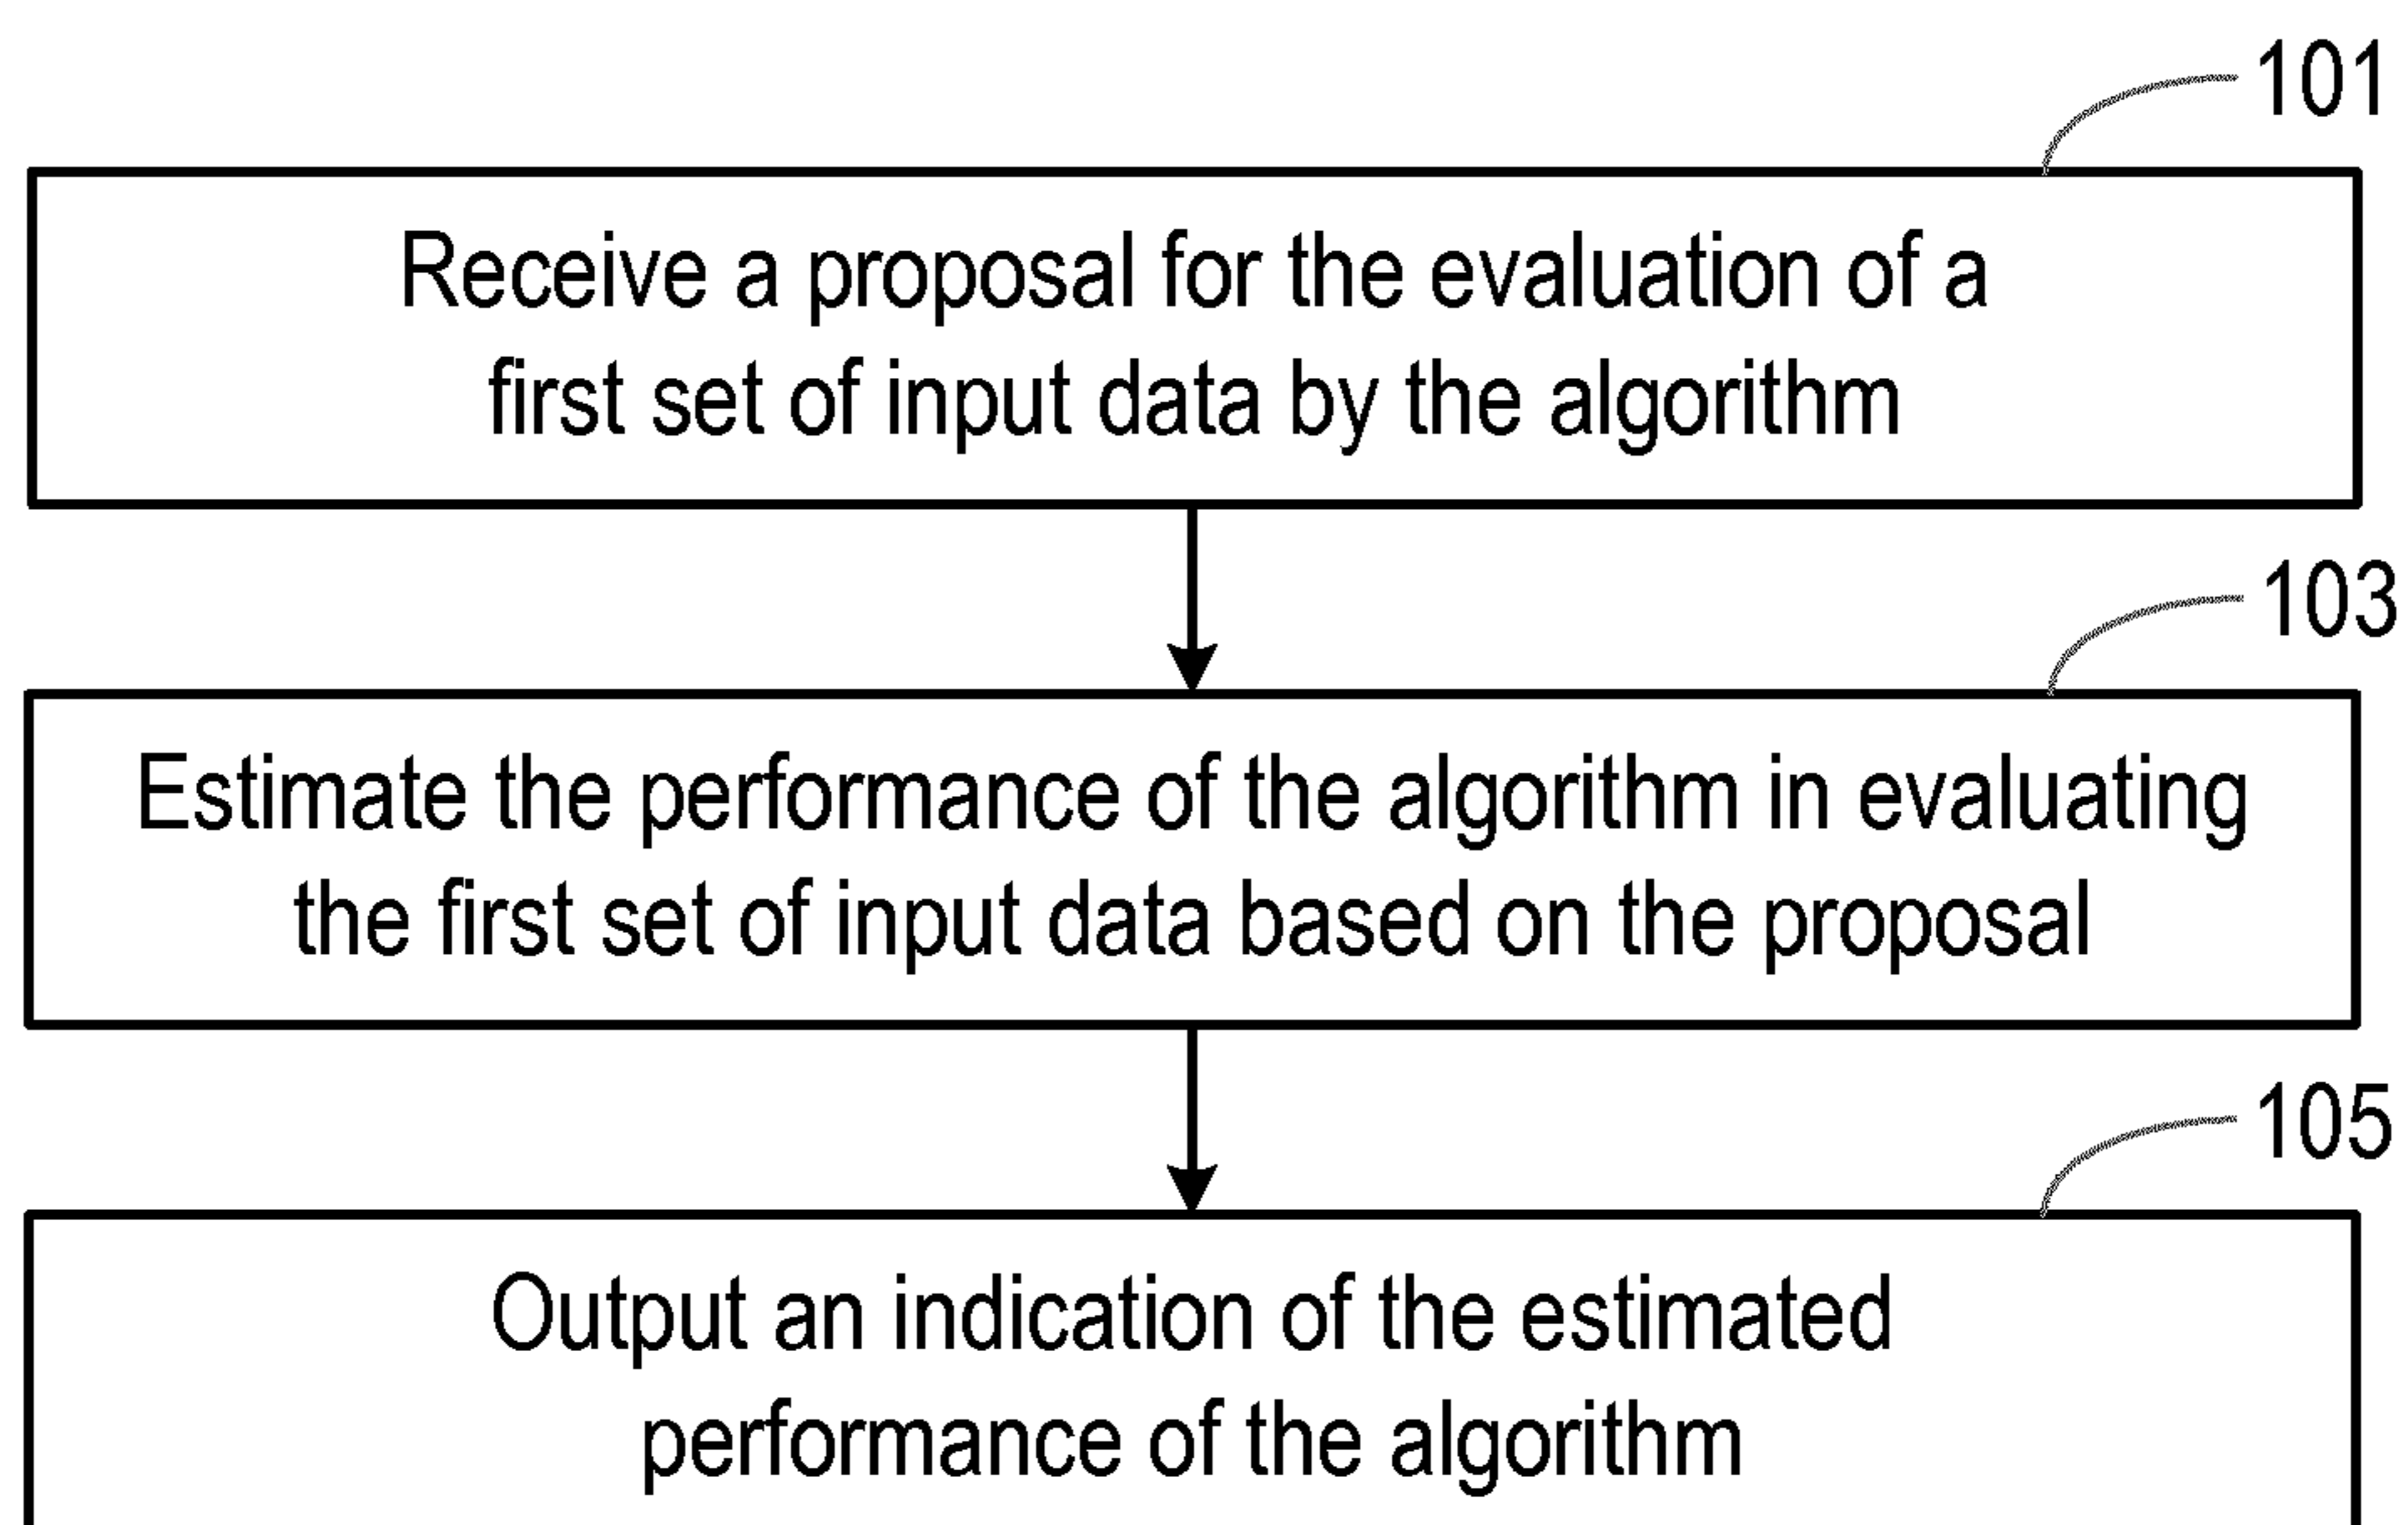 101
Receive a proposal for the evaluation of a
first set of input data by the algorithm
103
Estimate the performance of the algorithm in evaluating
the first set of input data based on the proposal
105
Output an indication of the estimated
performance of the algorithm